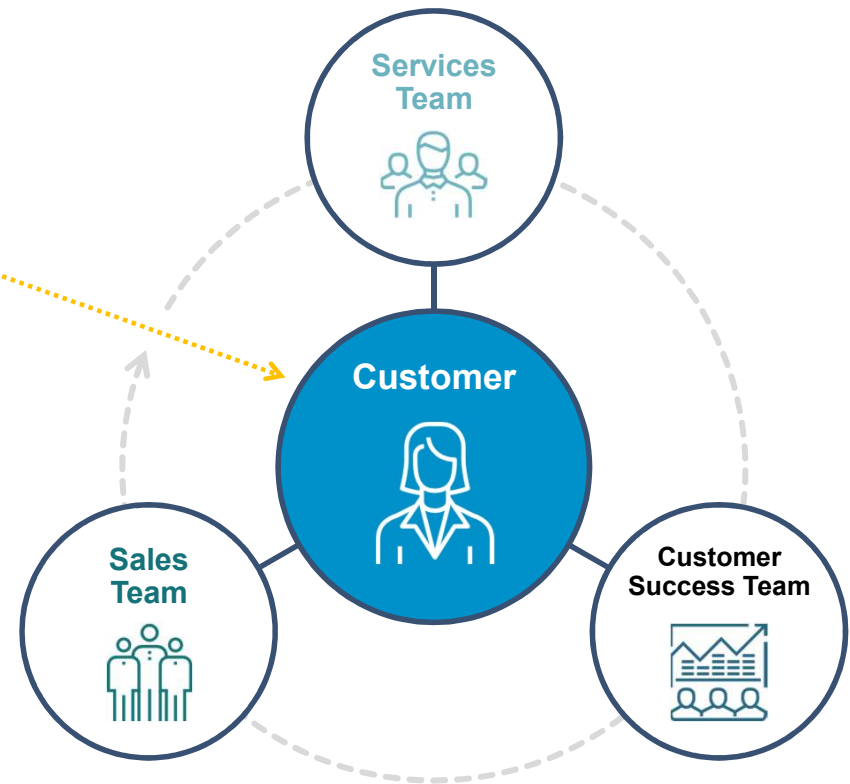 Services
Team
Customer
Sales
Team
Customer
Success Team